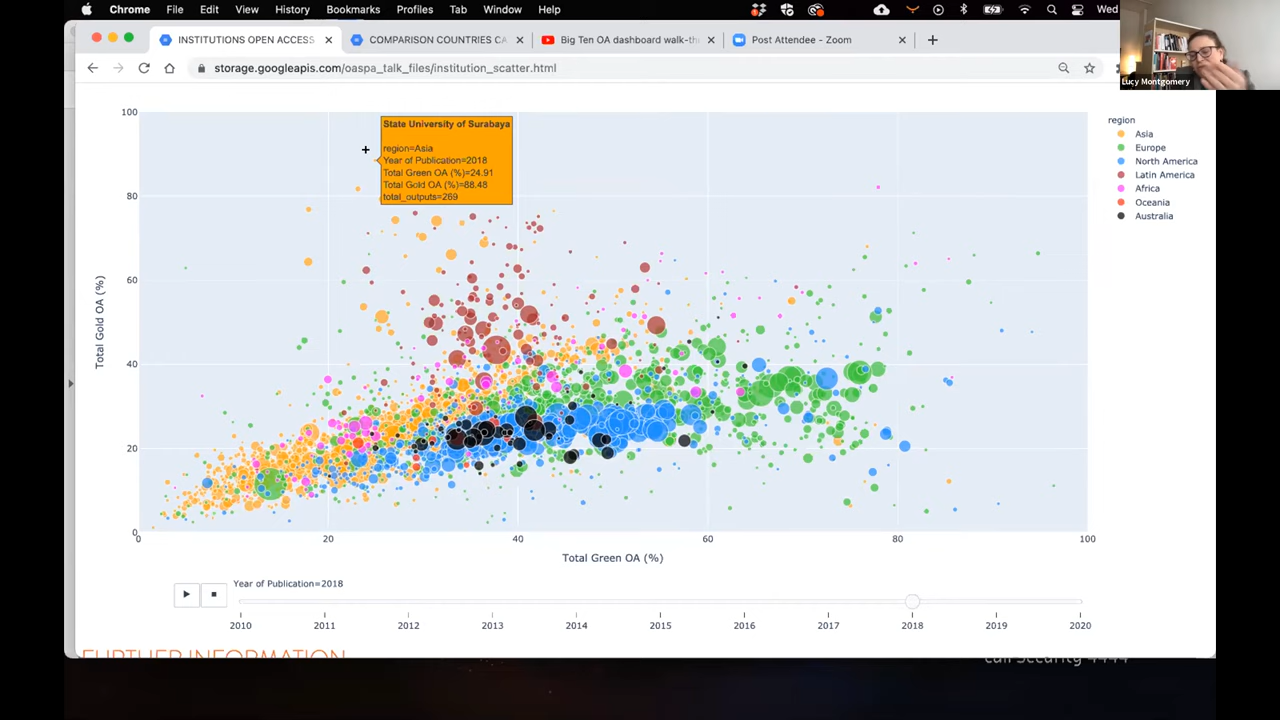 Chrome File Edit View History Bookmarks Profiles Tab Window Help Wed
INSTITUTIONS OPEN ACCESS
COMPARISON COUNTRIES CA
Big Ten OA dashboard walk-th
Post Attendee - Zoom
storage.googleapis.com/oaspa_talk_files/institution_scatter.html
Lucy Montgomery
100
80
60
40
20
0
Total Gold OA (%)
State University of Surabaya
region=Asia
Year of Publication=2018
Total Green OA (%)=24.91
Total Gold OA (%)=88.48
total_outputs=269
region
Asia
Europe
North America
Latin America
Africa
Oceania
Australia
0 20 40 60 80 100
Total Green OA (%)
Year of Publication=2018
2010 2011 2012 2013 2014 2015 2016 2017 2018 2019 2020
FURTHER INFORMATION
call Security 4444